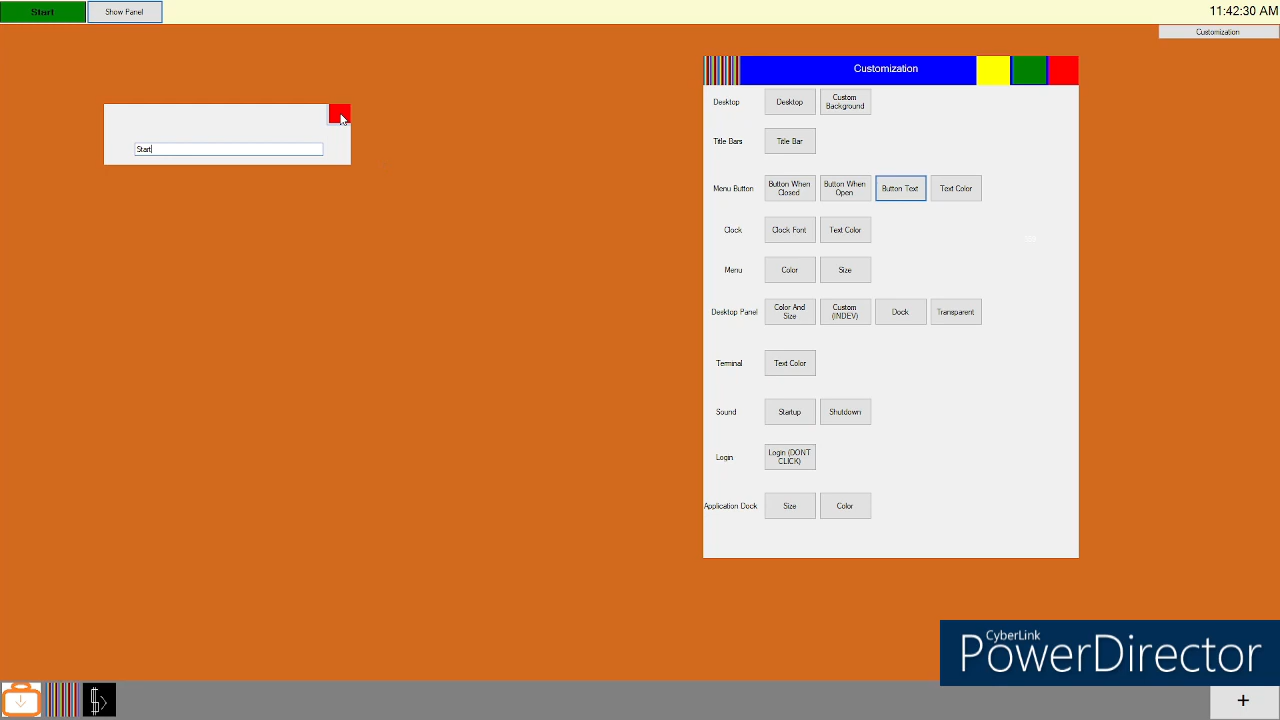 Start
Show Panel
11:42:30 AM
Customization
Customization
Start
Desktop
Desktop
Custom
Background
Title Bars
Title Bar
Menu Button
Button When
Closed
Button When
Open
Button Text
Text Color
Clock
Clock Font
Text Color
Menu
Color
Size
Desktop Panel
Color And
Size
Custom
(INDEV)
Dock
Transparent
Terminal
Text Color
Sound
Startup
Shutdown
Login
Login (DONT
CLICK)
Application Dock
Size
Color
CyberLink
PowerDirector
$>
+